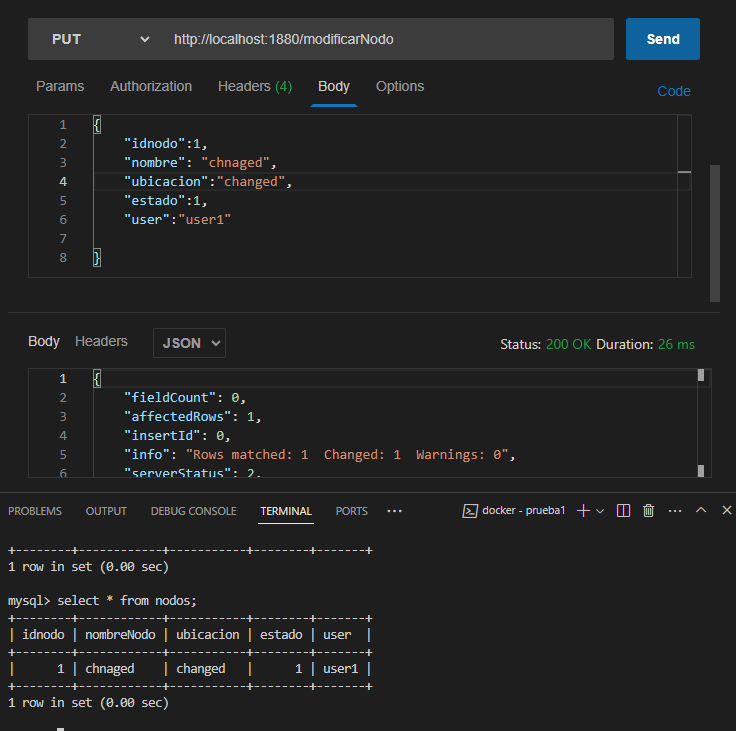 PUT http://localhost:1880/modificarNodo Send
Params Authorization Headers (4) Body Options Code
1 {
2 "idnodo":1,
3 "nombre": "chnaged",
4 "ubicacion":"changed",
5 "estado":1,
6 "user":"user1"
7
8 }
Body Headers JSON Status: 200 OK Duration: 26 ms
1 {
2 "fieldCount": 0,
3 "affectedRows": 1,
4 "insertId": 0,
5 "info": "Rows matched: 1  Changed: 1  Warnings: 0",
6 "serverStatus": 2,
PROBLEMS OUTPUT DEBUG CONSOLE TERMINAL PORTS ··· docker - prueba1
+--------+------------+-----------+--------+-------+
1 row in set (0.00 sec)
mysql> select * from nodos;
+--------+------------+-----------+--------+-------+
| idnodo | nombreNodo | ubicacion | estado | user  |
+--------+------------+-----------+--------+-------+
|      1 | chnaged    | changed   |      1 | user1 |
+--------+------------+-----------+--------+-------+
1 row in set (0.00 sec)